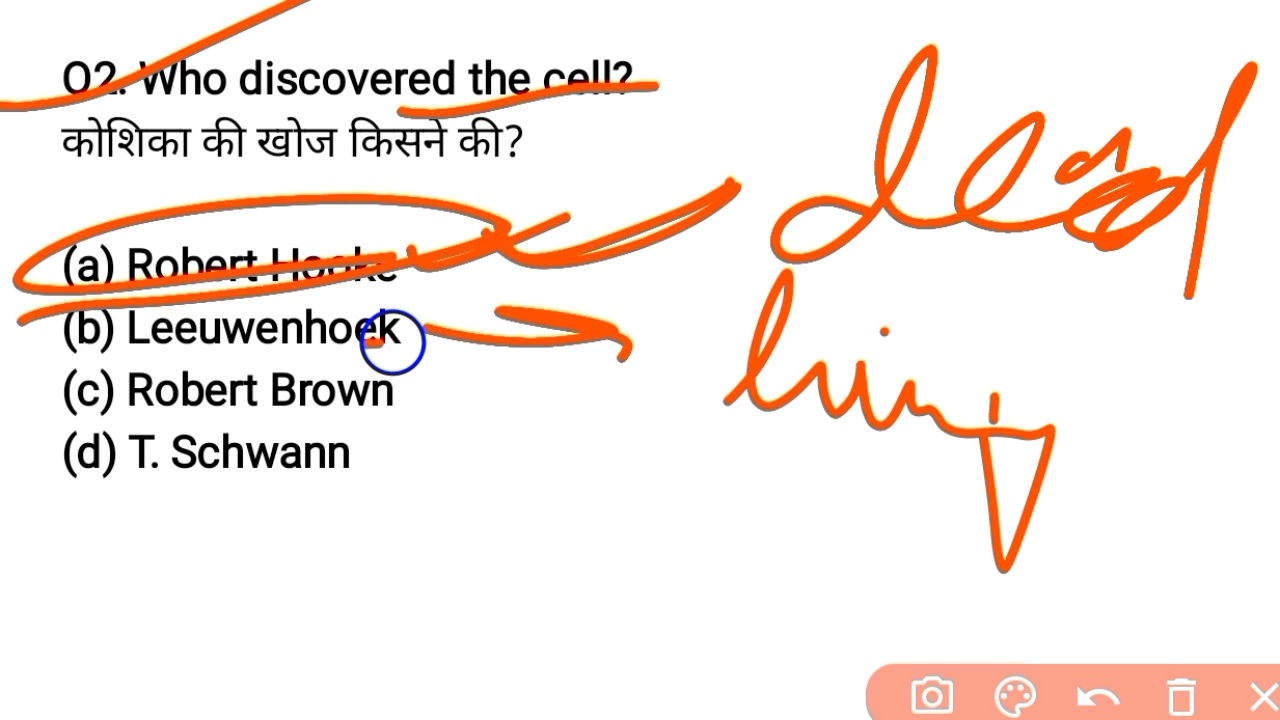 Q2. Who discovered the cell?
कोशिका की खोज किसने की?
(a) Robert Hooke
(b) Leeuwenhoek
(c) Robert Brown
(d) T. Schwann
dead
living